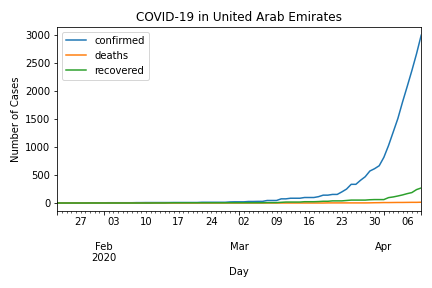 COVID-19 in United Arab Emirates
confirmed
deaths
recovered
Number of Cases
3000
2500
2000
1500
1000
500
0
27 03 10 17 24 02 09 16 23 30 06
Feb Mar Apr
2020
Day